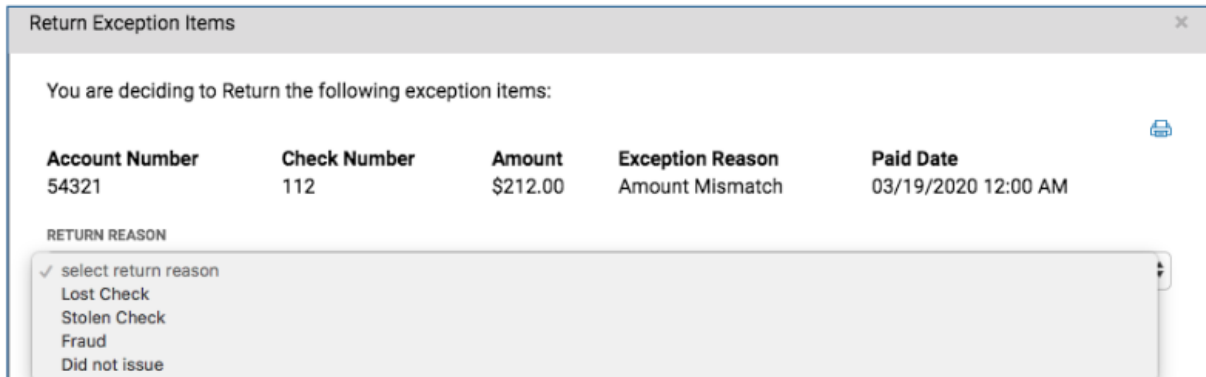 Return Exception Items
You are deciding to Return the following exception items:
Account Number Check Number Amount Exception Reason Paid Date
54321 112 $212.00 Amount Mismatch 03/19/2020 12:00 AM
RETURN REASON
✓ select return reason
Lost Check
Stolen Check
Fraud
Did not issue